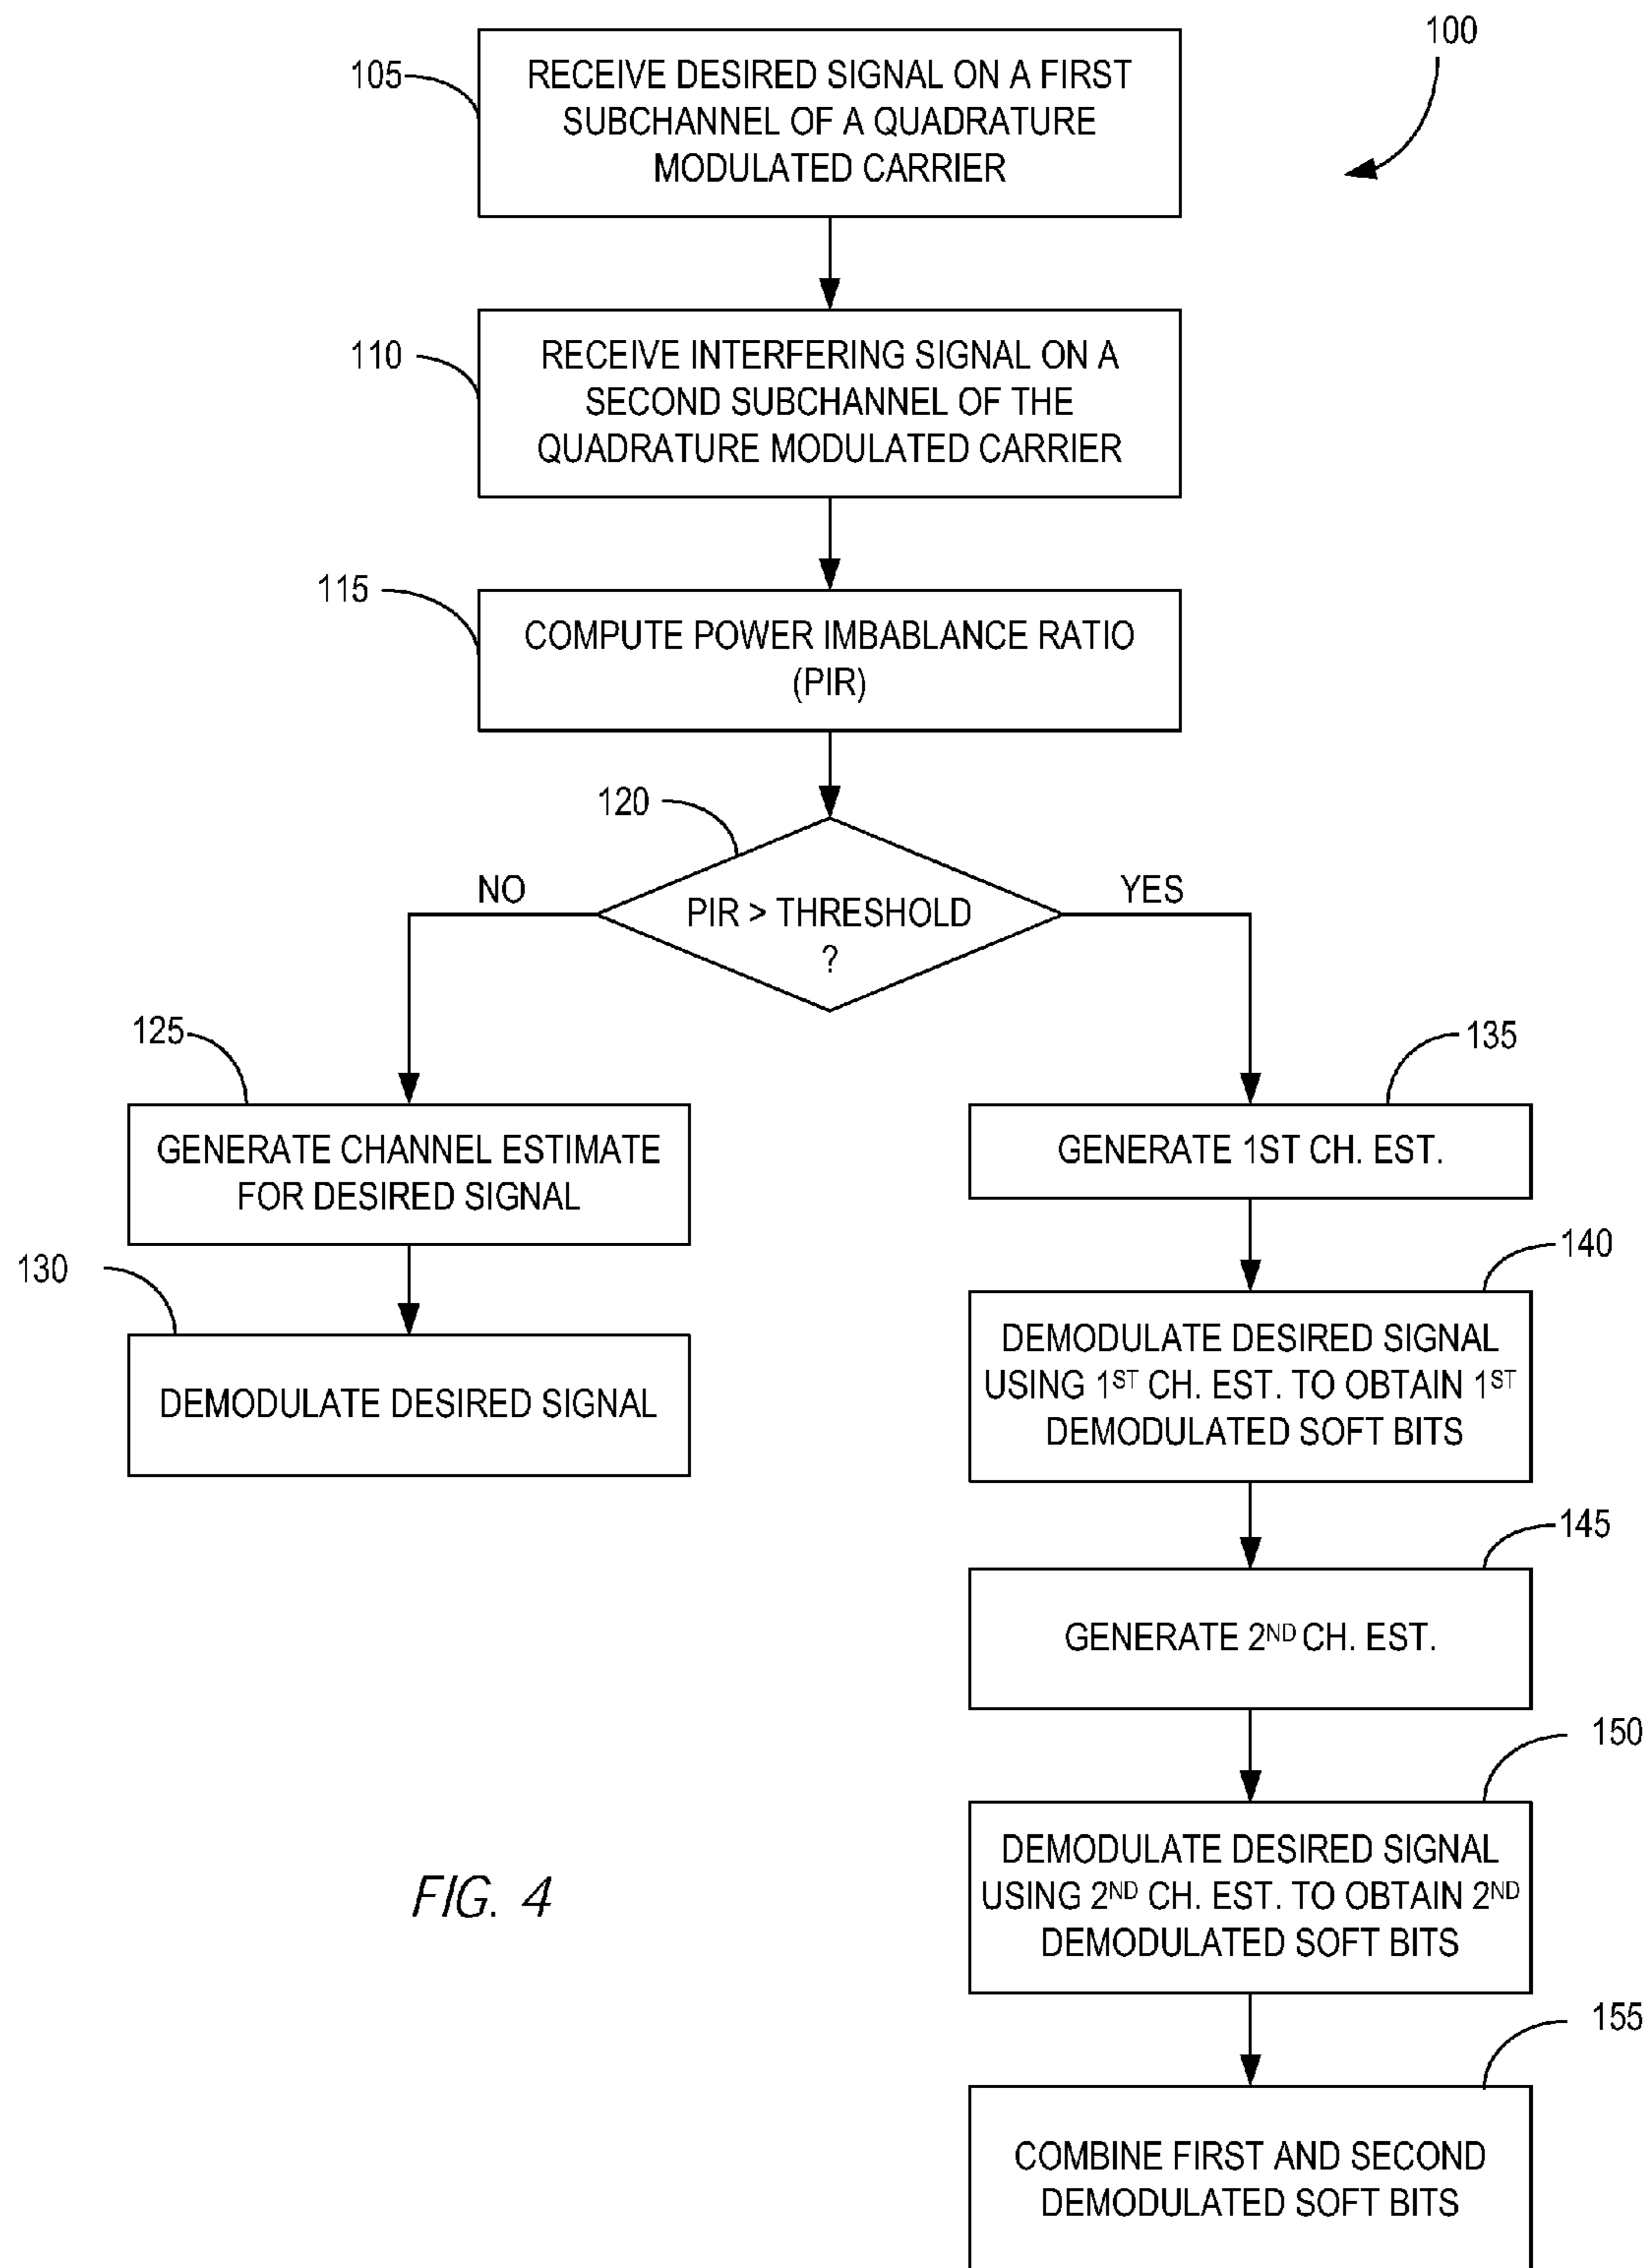 100
105
RECEIVE DESIRED SIGNAL ON A FIRST
SUBCHANNEL OF A QUADRATURE
MODULATED CARRIER
110
RECEIVE INTERFERING SIGNAL ON A
SECOND SUBCHANNEL OF THE
QUADRATURE MODULATED CARRIER
115
COMPUTE POWER IMBABLANCE RATIO
(PIR)
120
NO
PIR > THRESHOLD
?
YES
125
GENERATE CHANNEL ESTIMATE
FOR DESIRED SIGNAL
130
DEMODULATE DESIRED SIGNAL
135
GENERATE 1ST CH. EST.
140
DEMODULATE DESIRED SIGNAL
USING 1ST CH. EST. TO OBTAIN 1ST
DEMODULATED SOFT BITS
145
GENERATE 2ND CH. EST.
150
DEMODULATE DESIRED SIGNAL
USING 2ND CH. EST. TO OBTAIN 2ND
DEMODULATED SOFT BITS
155
COMBINE FIRST AND SECOND
DEMODULATED SOFT BITS
FIG. 4